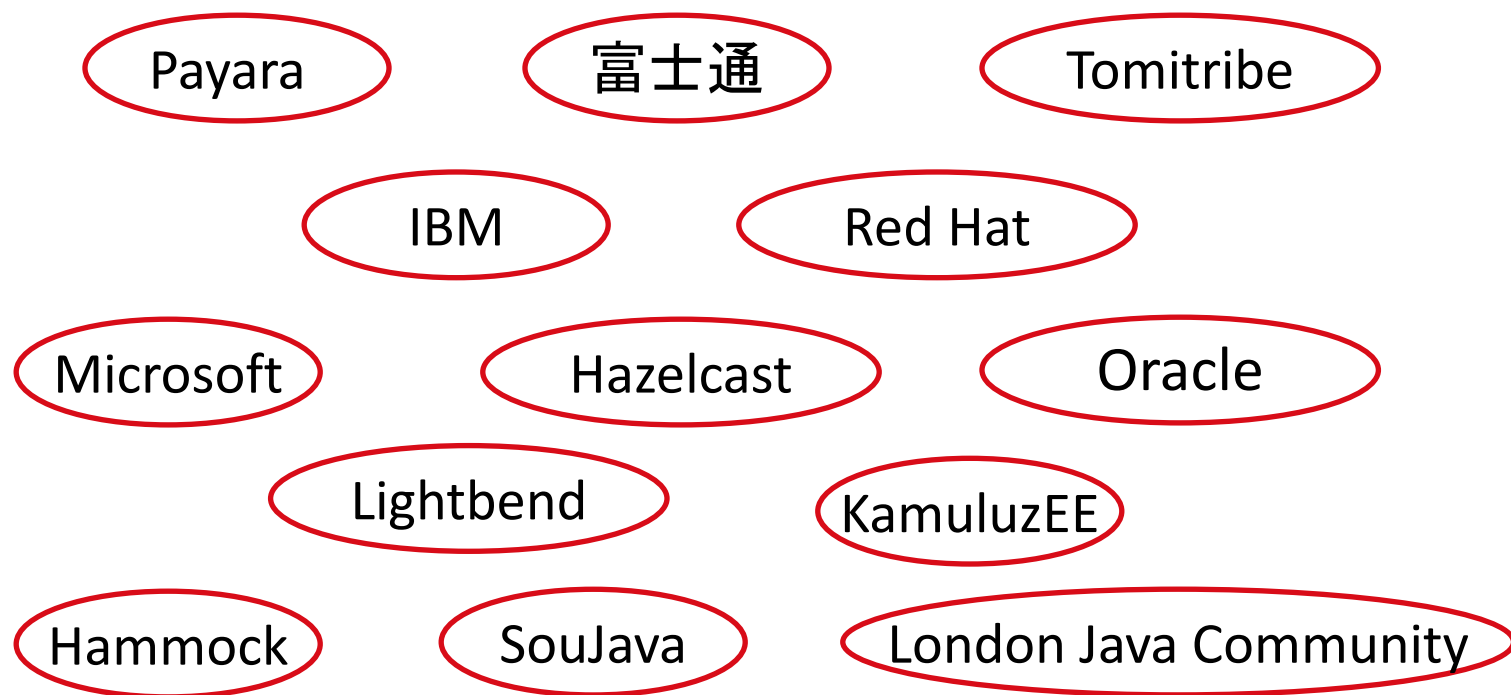 Payara
富士通
Tomitribe
IBM
Red Hat
Microsoft
Hazelcast
Oracle
Lightbend
KamuluzEE
Hammock
SouJava
London Java Community